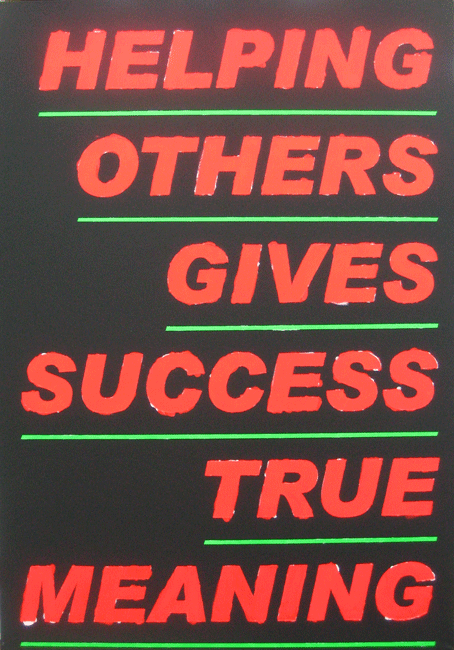 HELPING
OTHERS
GIVES
SUCCESS
TRUE
MEANING